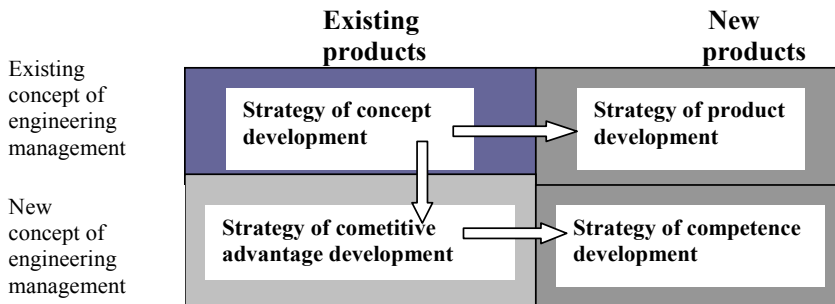 Existing
products
New
products
Existing
concept of
engineering
management
Strategy of concept
development
Strategy of product
development
New
concept of
engineering
management
Strategy of cometitive
advantage development
Strategy of competence
development